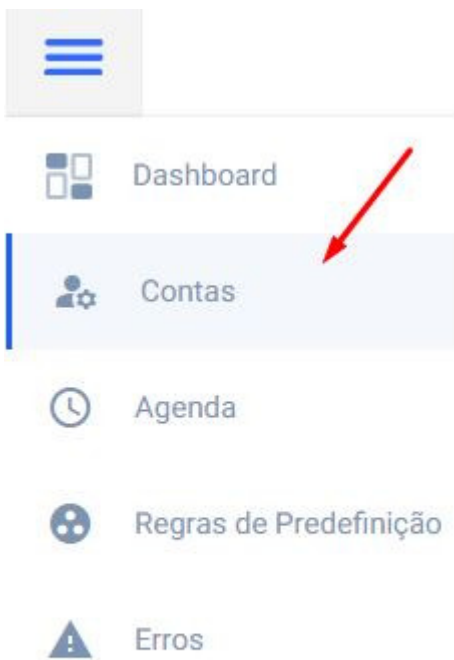 Dashboard
Contas
Agenda
Regras de Predefinição
Erros